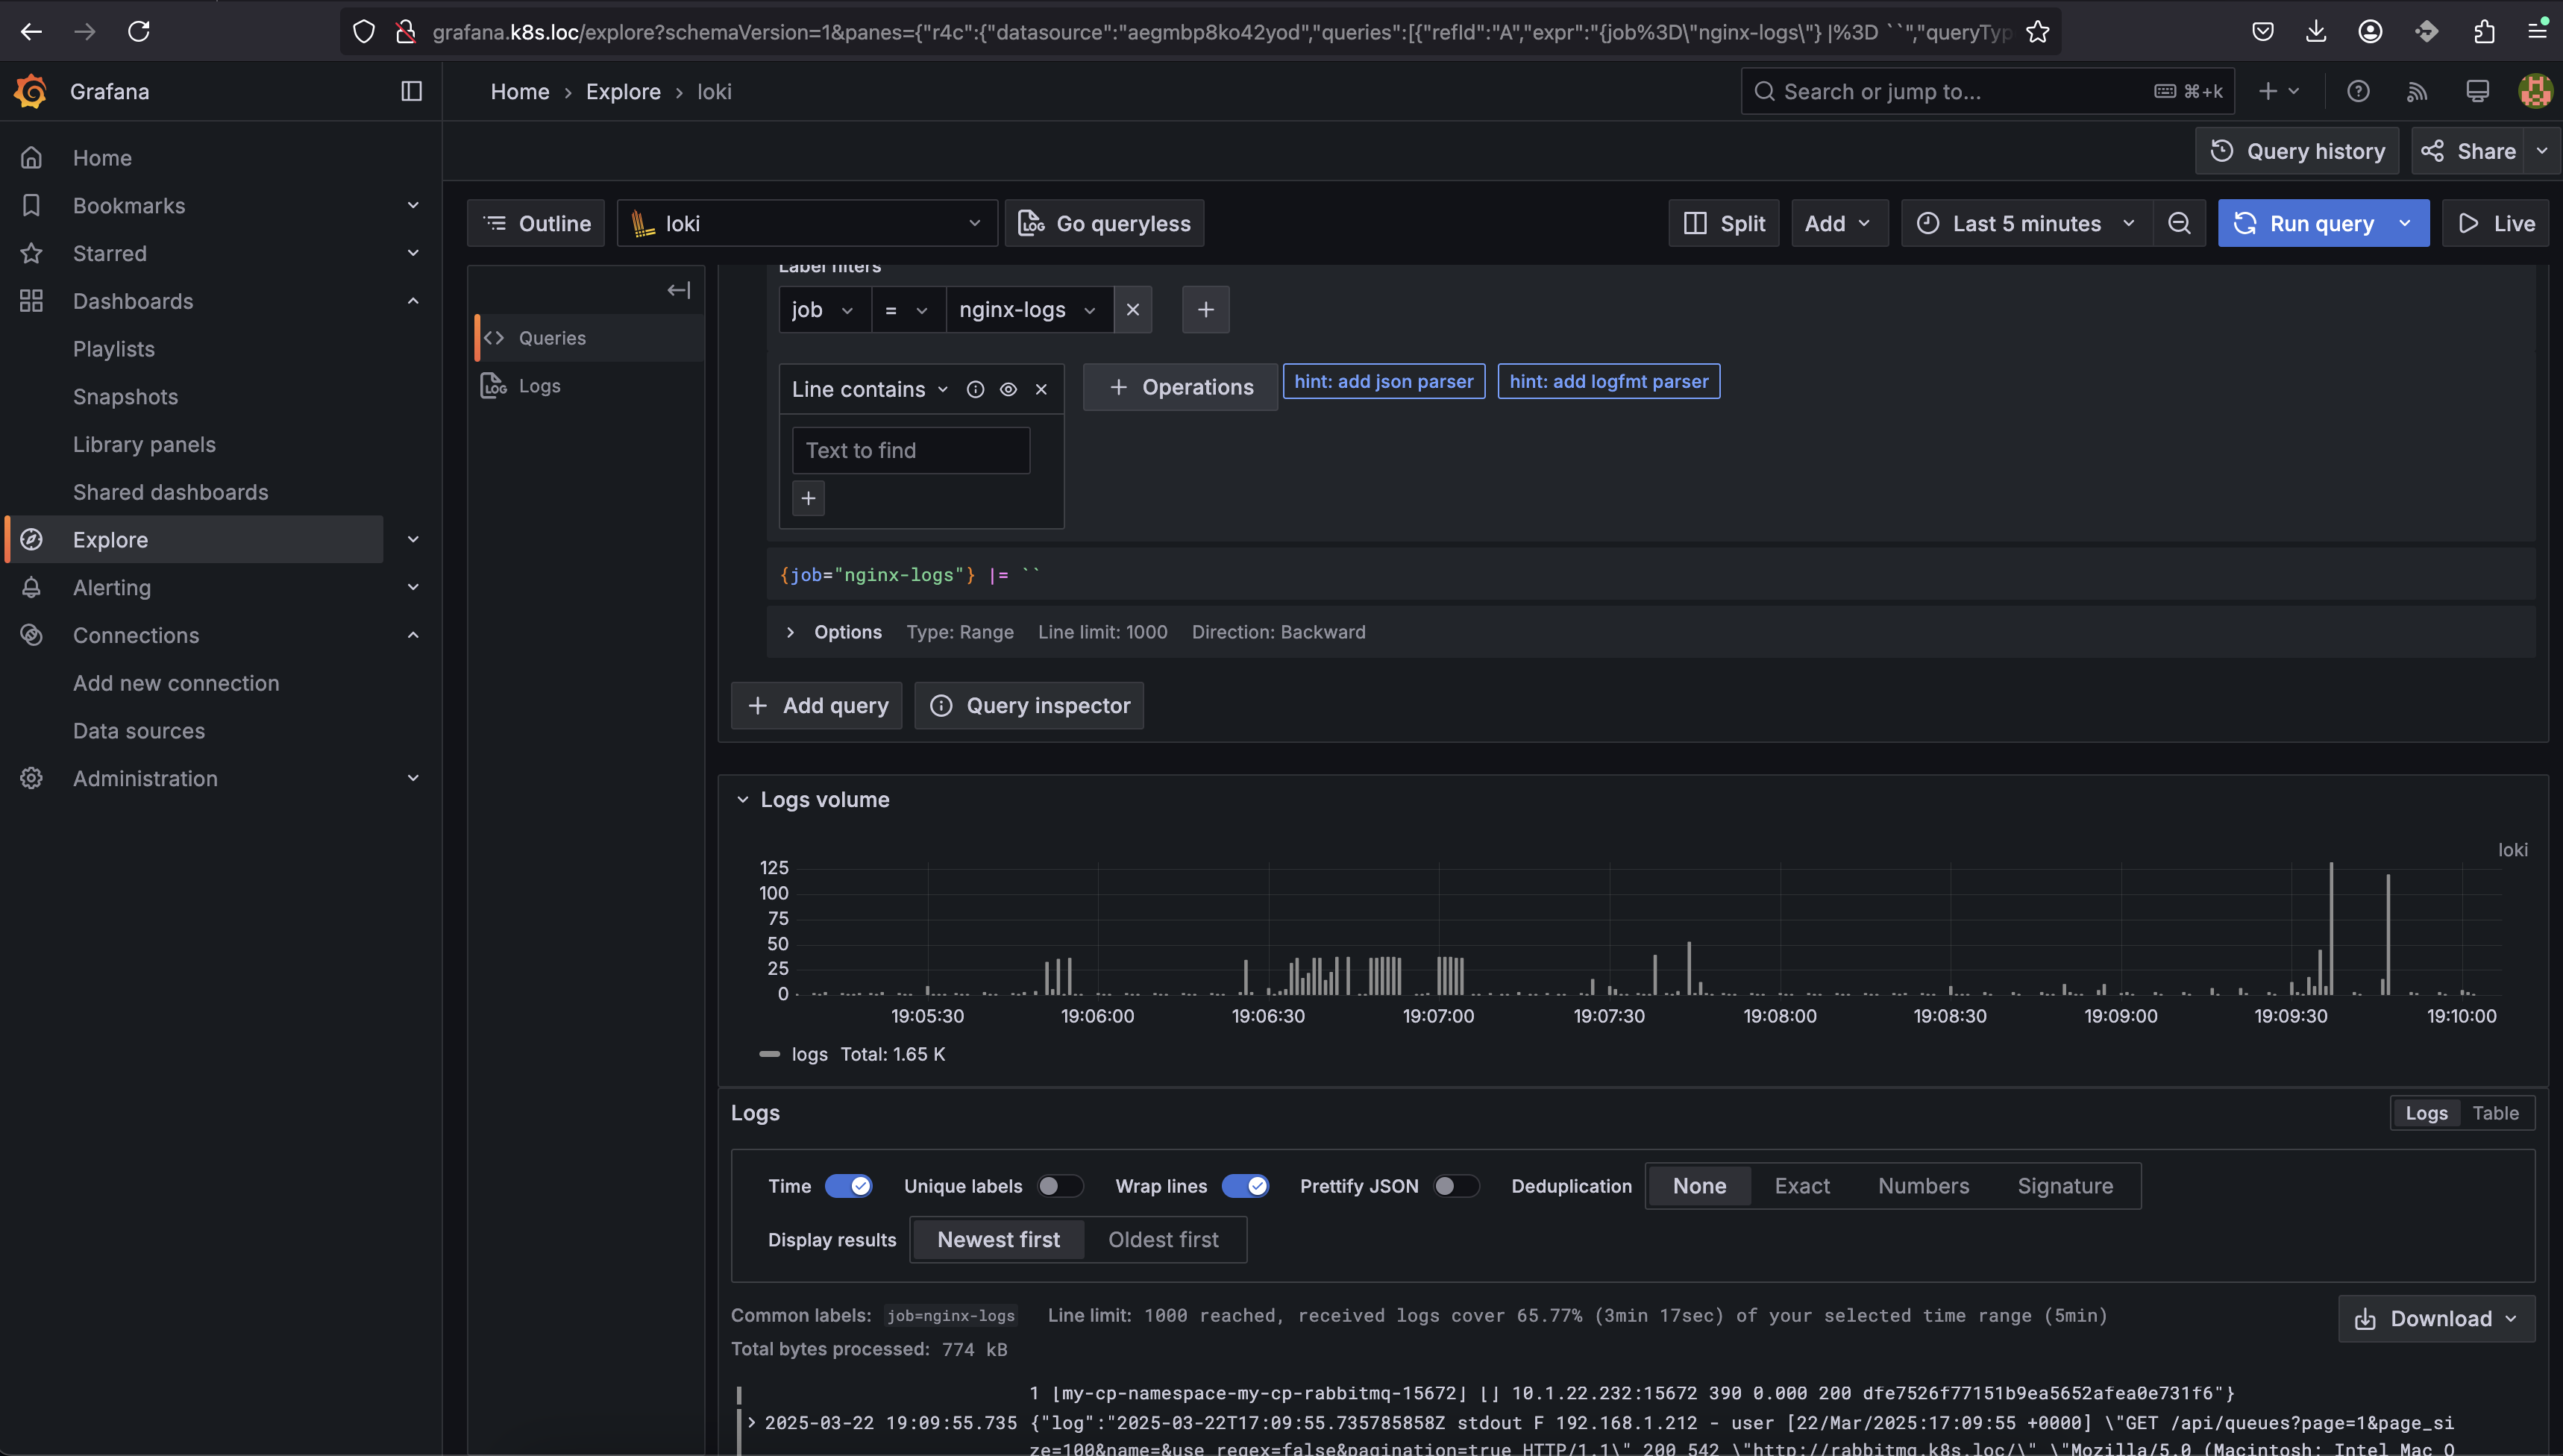 grafana.k8s.loc/explore?schemaVersion=1&panes={"r4c":{"datasource":"aegmbp8ko42yod","queries":[{"refId":"A","expr":"{job%3D\"nginx-logs\"} |%3D ``","queryTyp
Grafana
Home › Explore › loki
Search or jump to...
⌘+k
Query history
Share
Home
Bookmarks
Starred
Dashboards
Playlists
Snapshots
Library panels
Shared dashboards
Explore
Alerting
Connections
Add new connection
Data sources
Administration
Outline
loki
Go queryless
Split
Add
Last 5 minutes
Run query
Live
Queries
Logs
Label filters
job = nginx-logs
Line contains
Operations
hint: add json parser
hint: add logfmt parser
Text to find
{job="nginx-logs"} |= ``
Options Type: Range Line limit: 1000 Direction: Backward
+ Add query
Query inspector
Logs volume
loki
125
100
75
50
25
0
19:05:30 19:06:00 19:06:30 19:07:00 19:07:30 19:08:00 19:08:30 19:09:00 19:09:30 19:10:00
logs Total: 1.65 K
Logs
Logs Table
Time Unique labels Wrap lines Prettify JSON Deduplication None Exact Numbers Signature
Display results Newest first Oldest first
Common labels: job=nginx-logs Line limit: 1000 reached, received logs cover 65.77% (3min 17sec) of your selected time range (5min)
Download
Total bytes processed: 774 kB
1 [my-cp-namespace-my-cp-rabbitmq-15672] [] 10.1.22.232:15672 390 0.000 200 dfe7526f77151b9ea5652afea0e731f6"}
2025-03-22 19:09:55.735 {"log":"2025-03-22T17:09:55.735785858Z stdout F 192.168.1.212 - user [22/Mar/2025:17:09:55 +0000] \"GET /api/queues?page=1&page_si
ze=100&name=&use_regex=false&pagination=true HTTP/1.1\" 200 542 \"http://rabbitmq.k8s.loc/\" \"Mozilla/5.0 (Macintosh; Intel Mac O